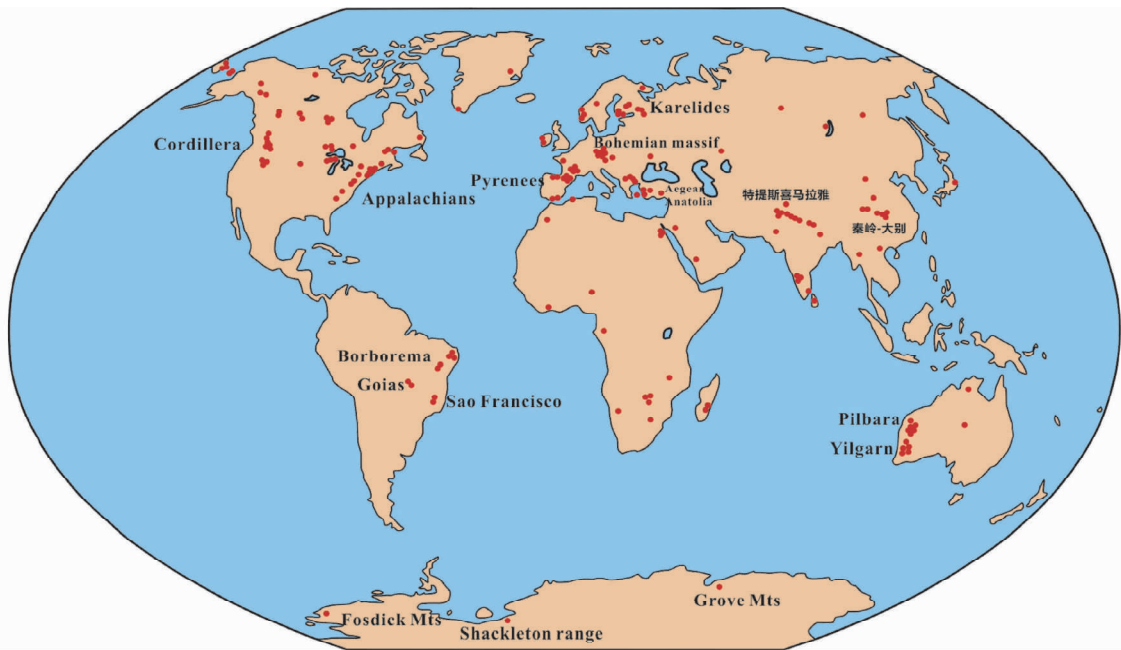 Karelides
Cordillera
Bohemian massif
Pyrenees
Aegean
Anatolia
Appalachians
特提斯喜马拉雅
秦岭-大别
Borborema
Goias
Sao Francisco
Pilbara
Yilgarn
Grove Mts
Fosdick Mts
Shackleton range